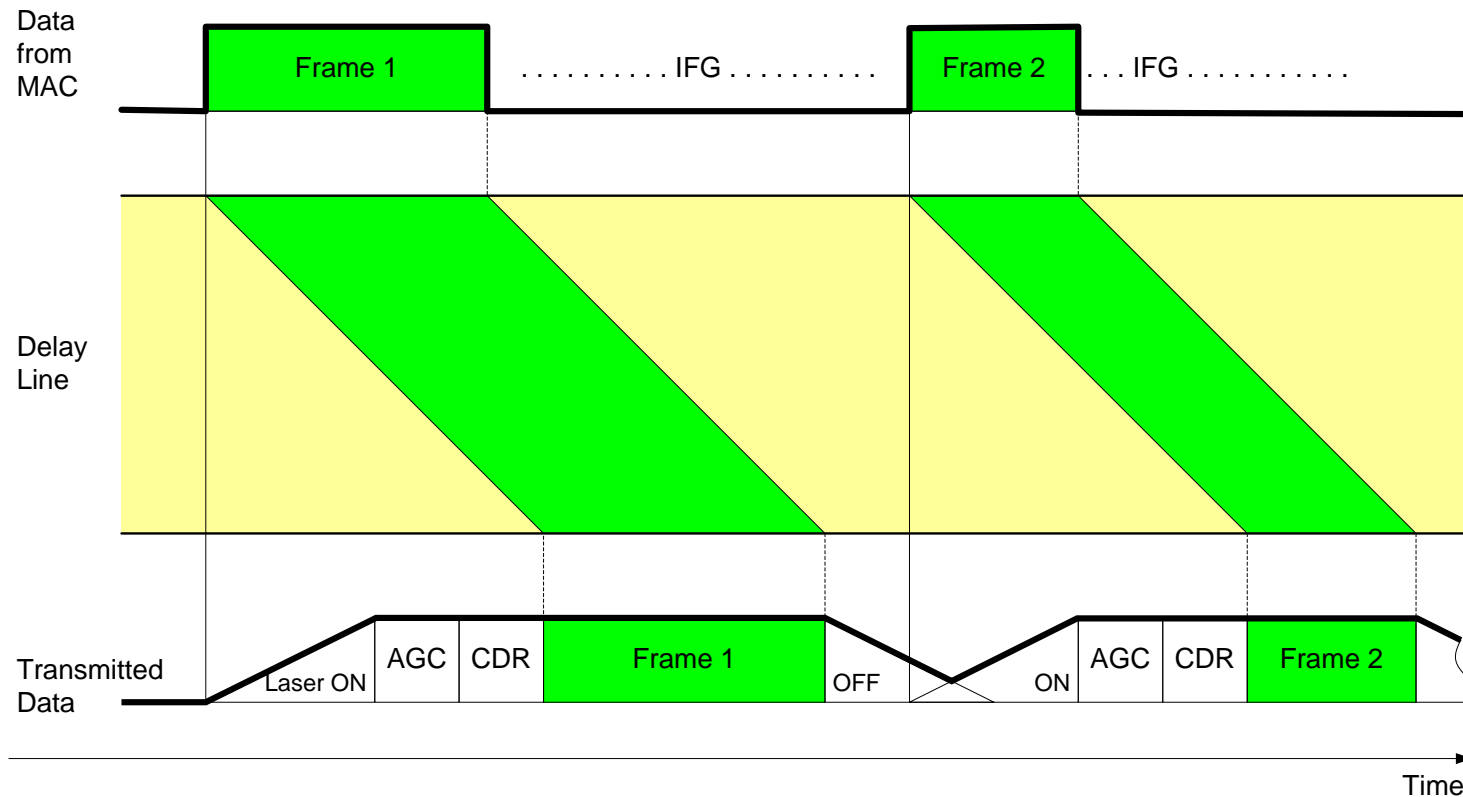 Data
from
MAC
Frame 1
. . . . . . . . . . IFG . . . . . . . . . .
Frame 2
. . . IFG . . . . . . . . . . .
Delay
Line
Transmitted
Data
Laser ON
AGC
CDR
Frame 1
OFF
ON
AGC
CDR
Frame 2
Time